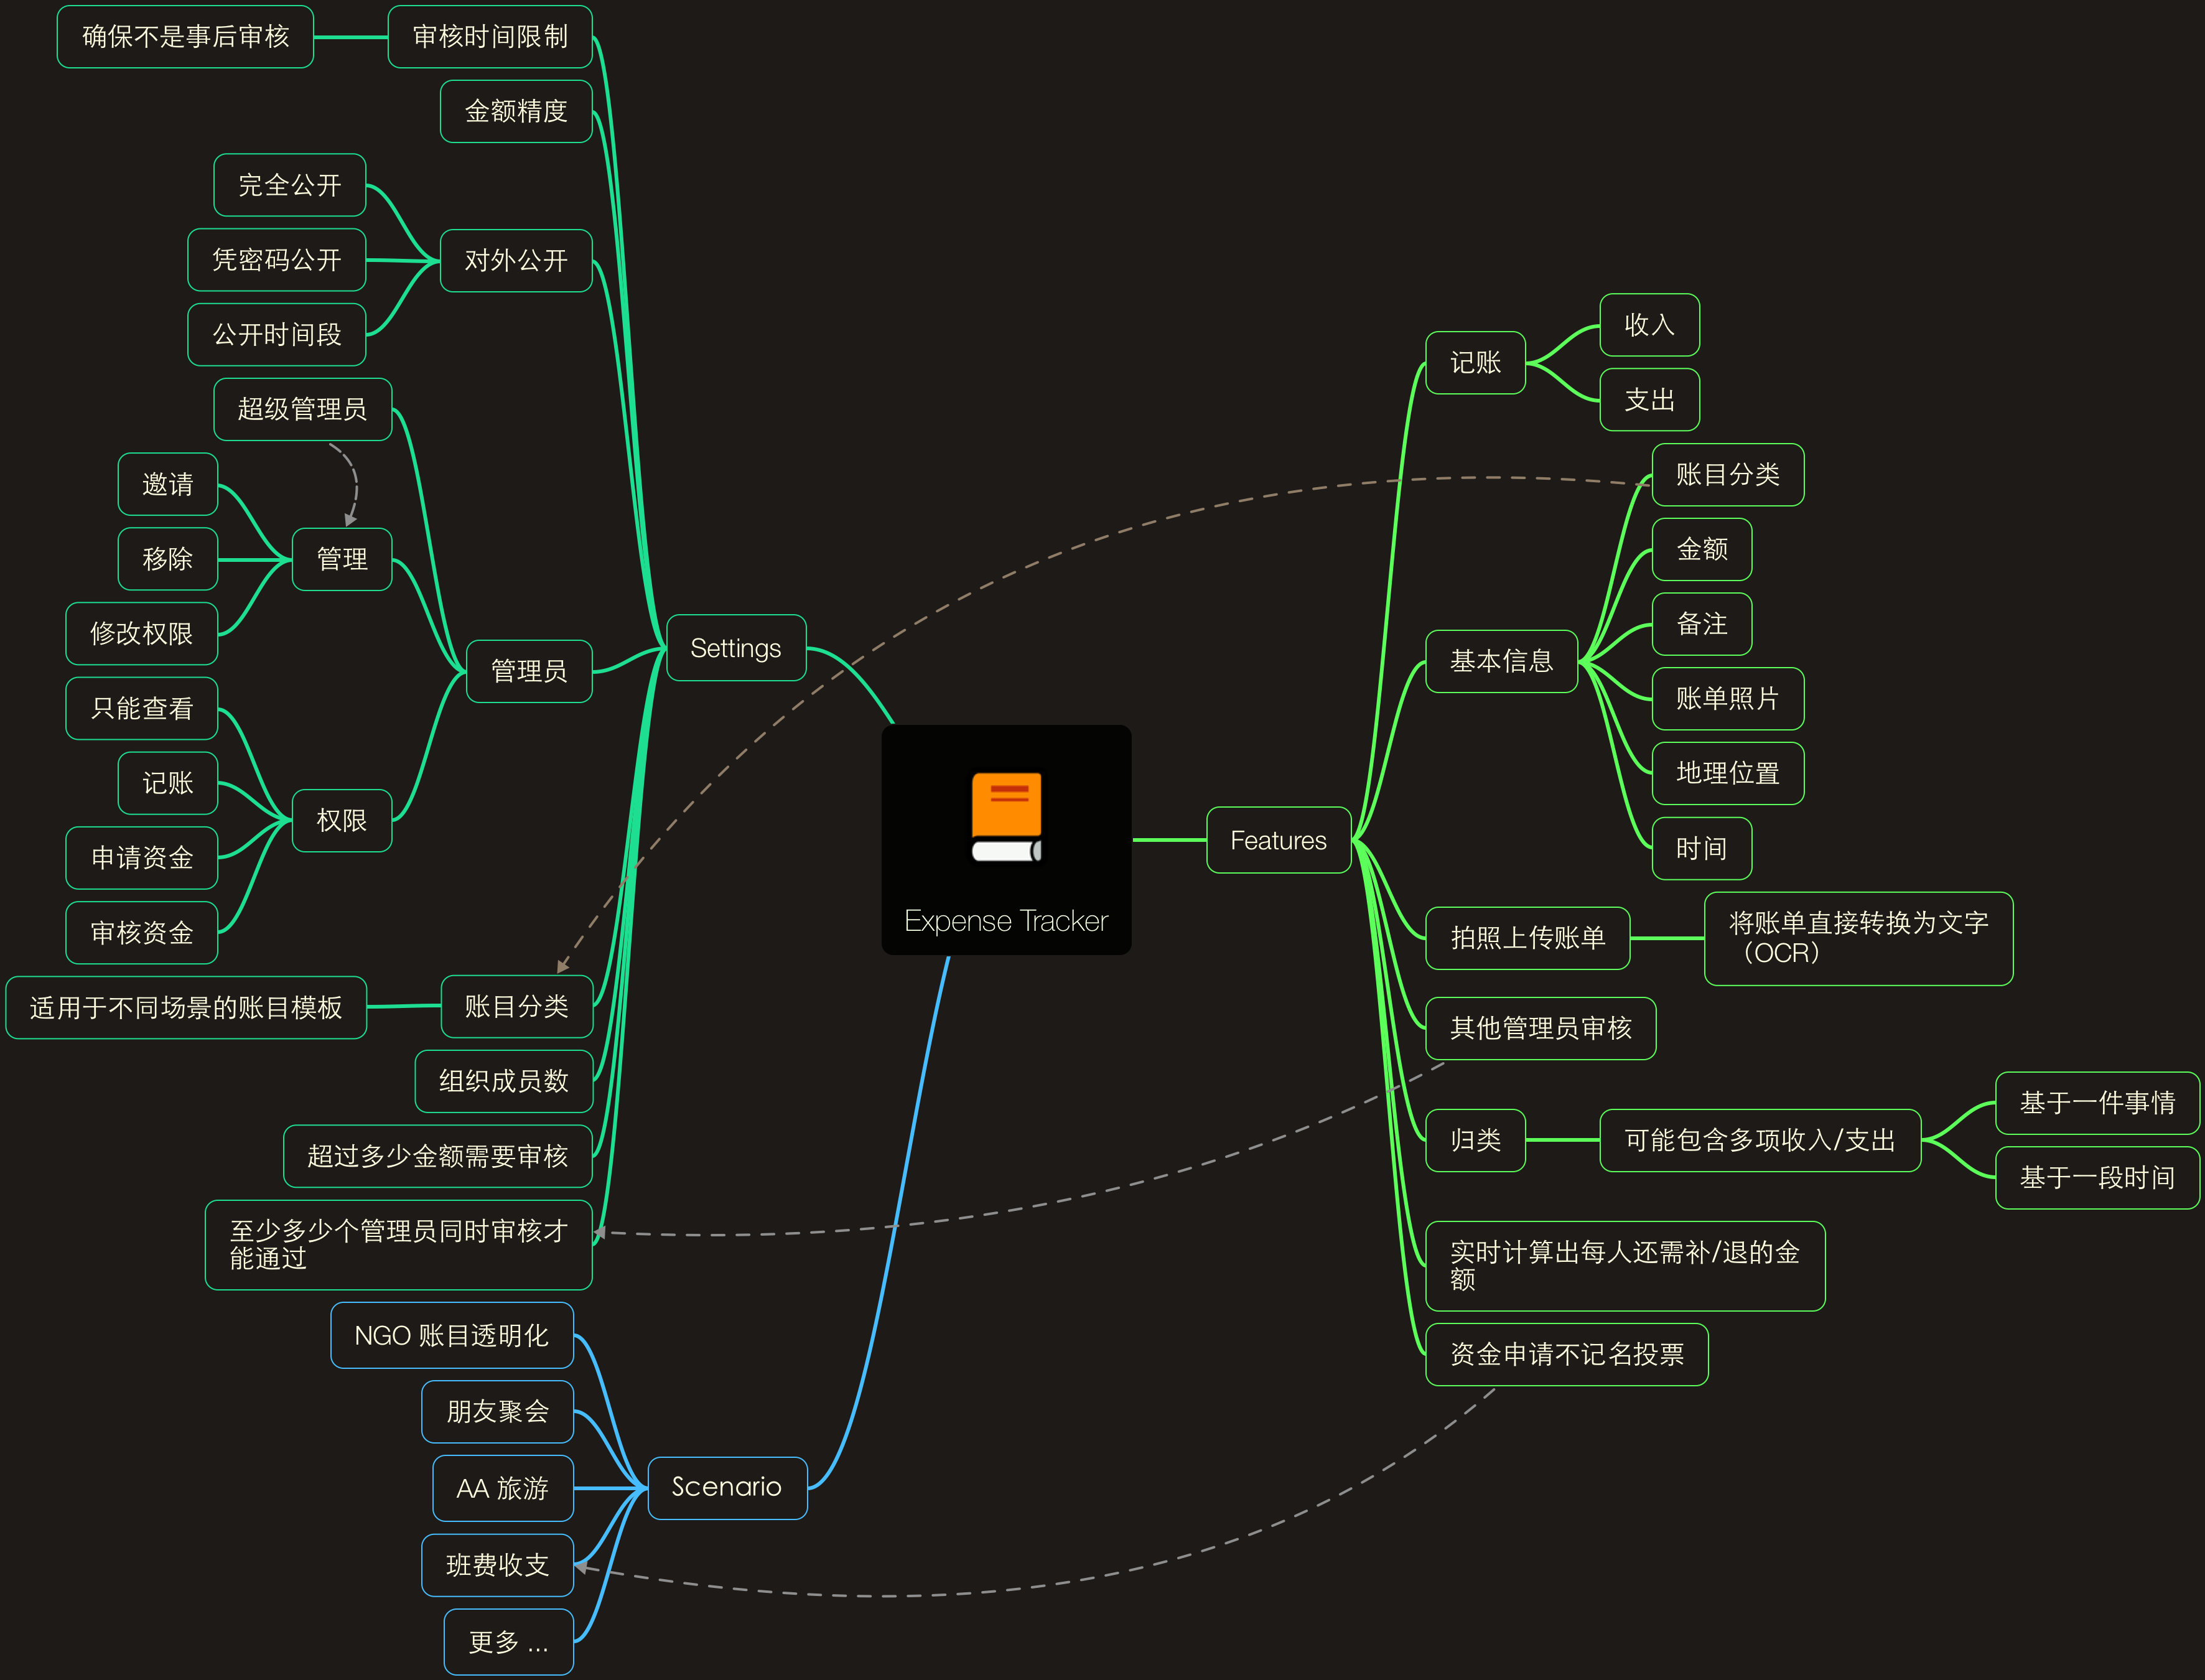 确保不是事后审核
审核时间限制
金额精度
完全公开
凭密码公开
公开时间段
对外公开
超级管理员
邀请
移除
修改权限
管理
只能查看
记账
申请资金
审核资金
权限
管理员
适用于不同场景的账目模板
账目分类
组织成员数
超过多少金额需要审核
至少多少个管理员同时审核才
能通过
Settings
NGO 账目透明化
朋友聚会
AA 旅游
班费收支
更多 ...
Scenario
Expense Tracker
Features
记账
收入
支出
基本信息
账目分类
金额
备注
账单照片
地理位置
时间
拍照上传账单
将账单直接转换为文字
（OCR）
其他管理员审核
归类
可能包含多项收入/支出
基于一件事情
基于一段时间
实时计算出每人还需补/退的金
额
资金申请不记名投票